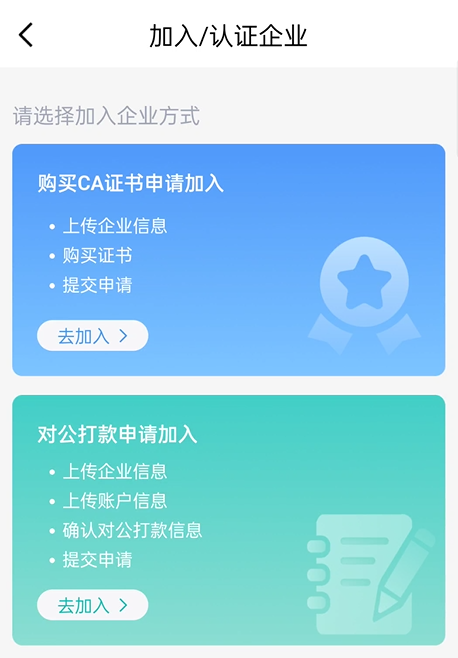 加入/认证企业
请选择加入企业方式
购买CA证书申请加入
• 上传企业信息
• 购买证书
• 提交申请
去加入 >
对公打款申请加入
• 上传企业信息
• 上传账户信息
• 确认对公打款信息
• 提交申请
去加入 >